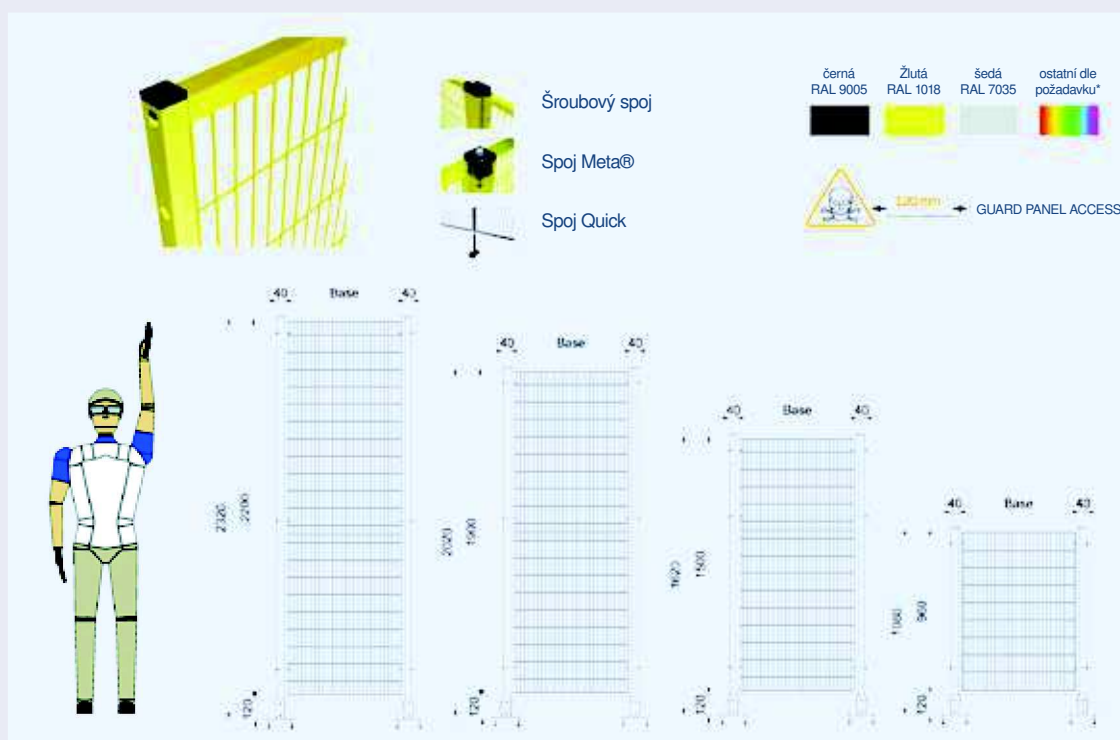 Šroubový spoj
Spoj Meta®
Spoj Quick
černá
RAL 9005
Žlutá
RAL 1018
šedá
RAL 7035
ostatní dle
požadavku*
120mm
GUARD PANEL ACCESS
40 Base 40
2320
2200
120
40 Base 40
2020
1900
120
40 Base 40
1620
1500
120
40 Base 40
1080
960
120